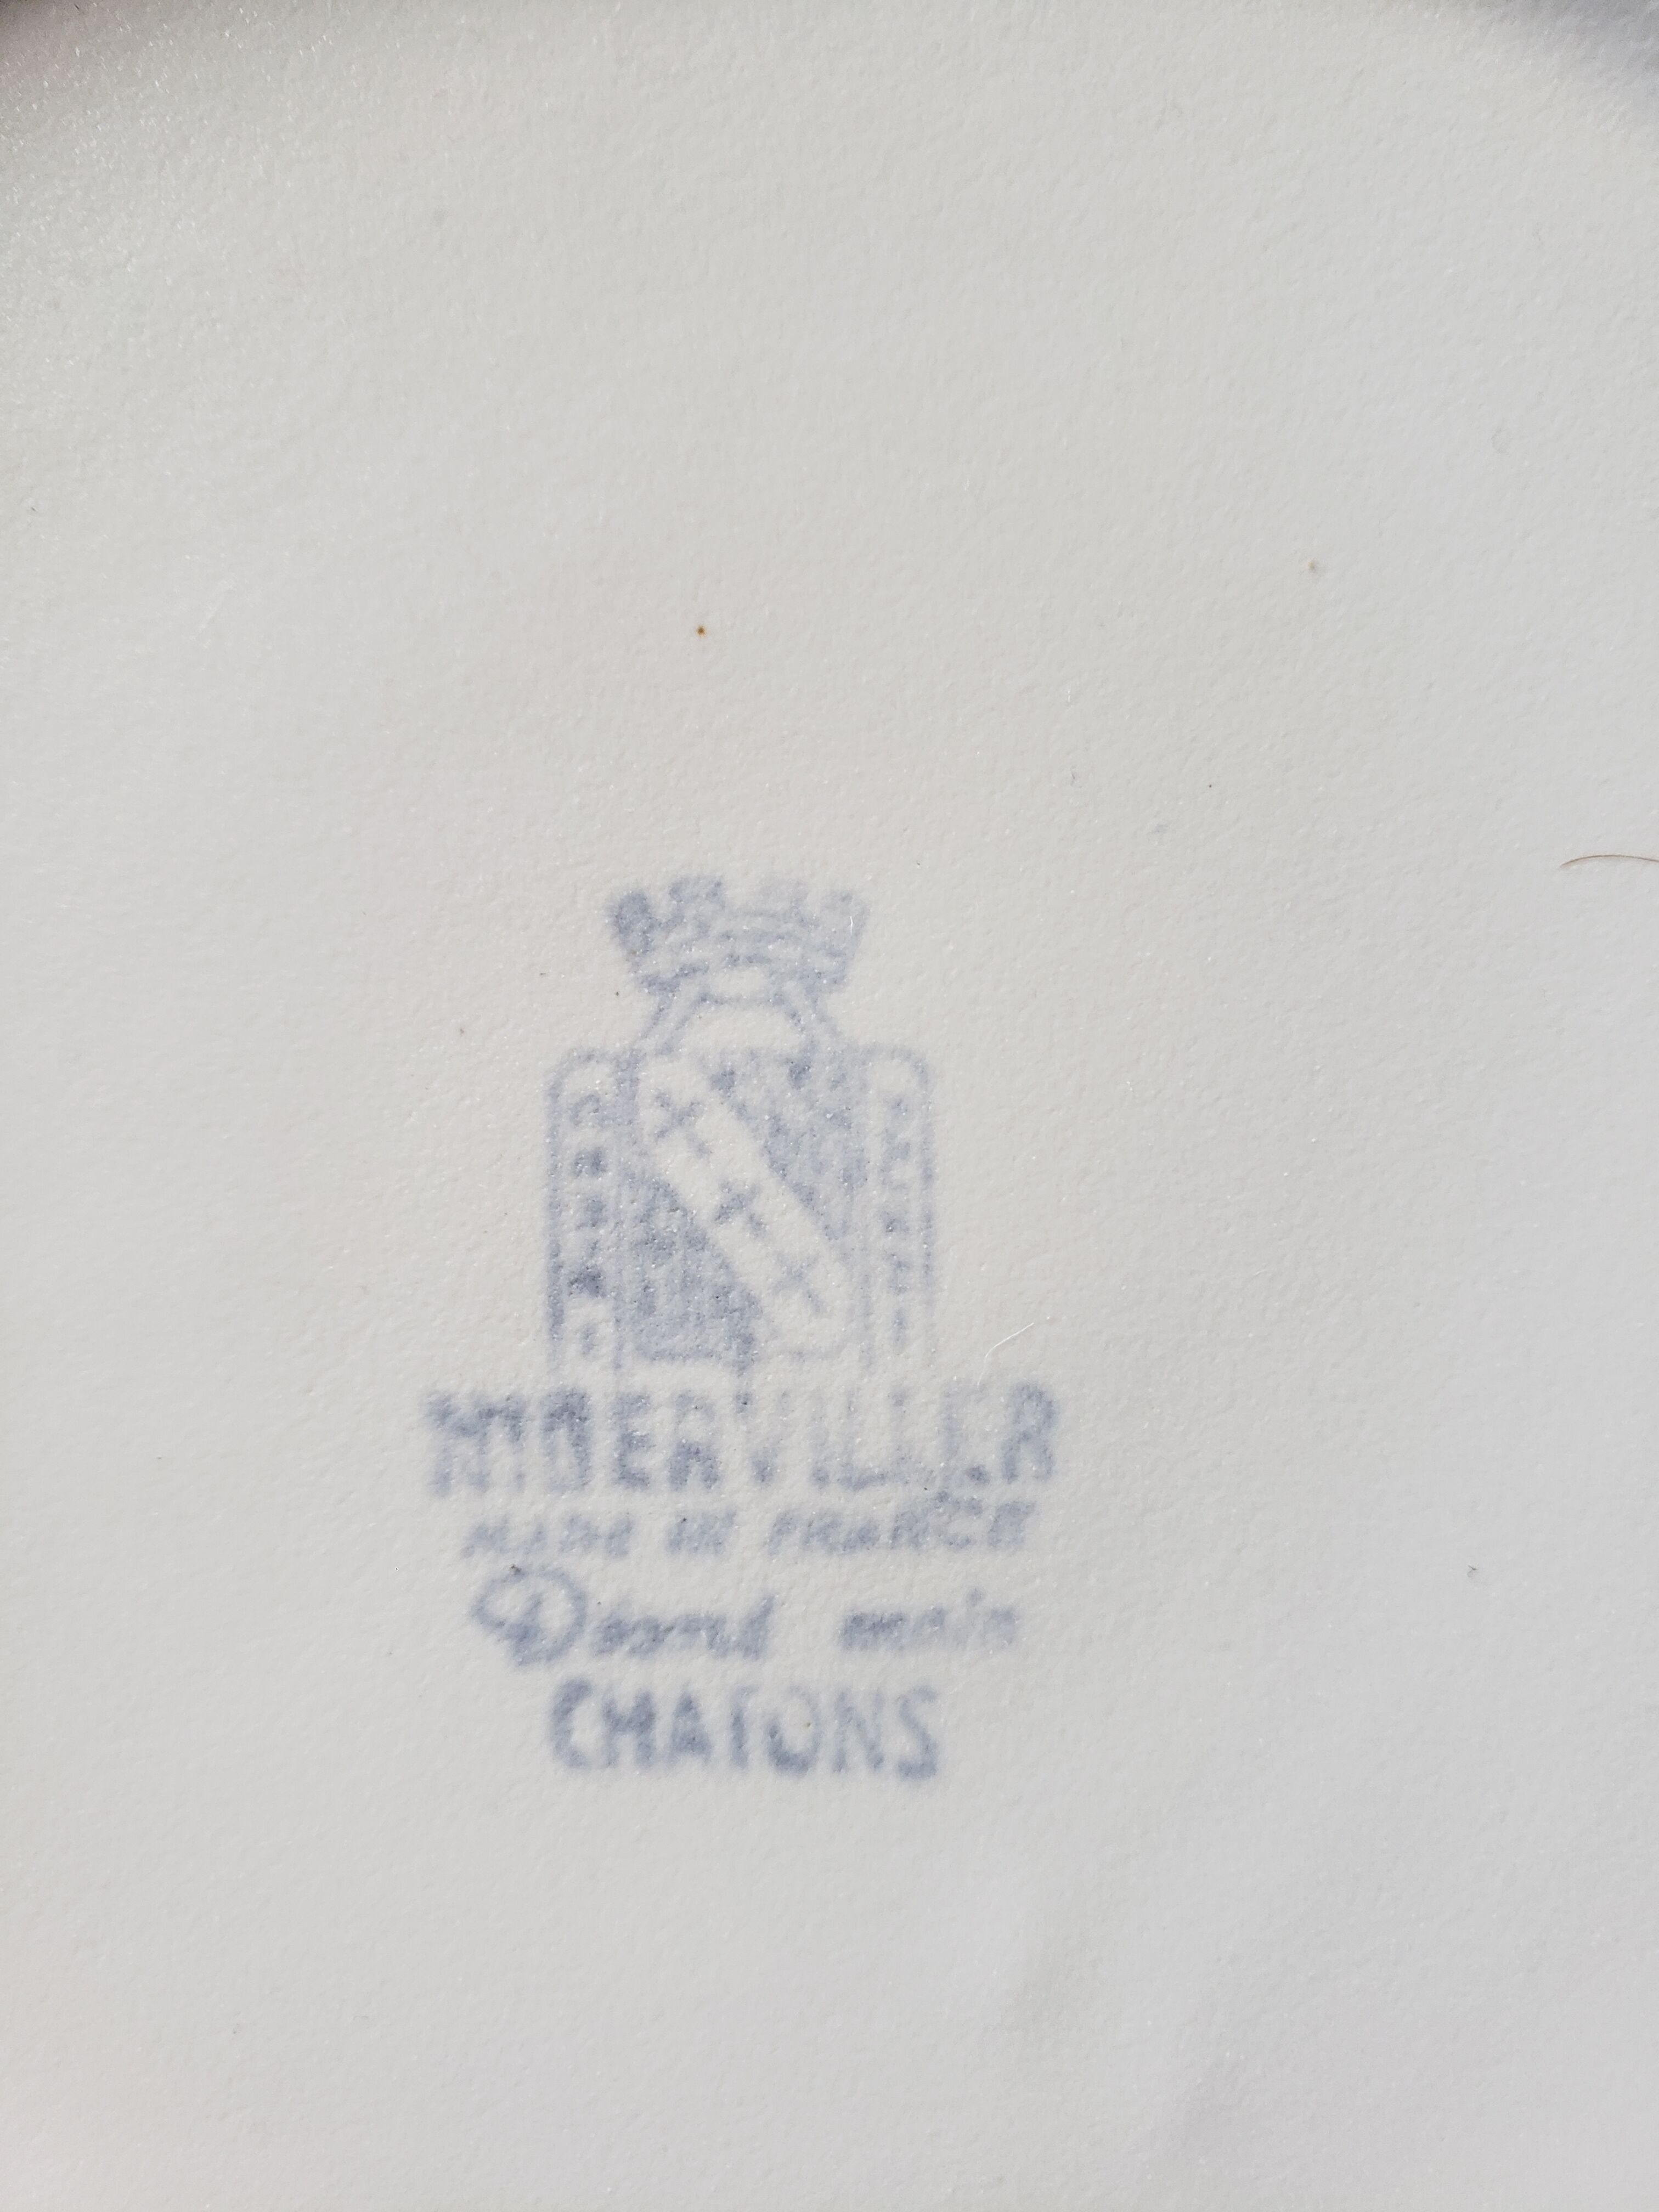 NIDERVILLER
MADE IN FRANCE
Décoré main
CHATONS